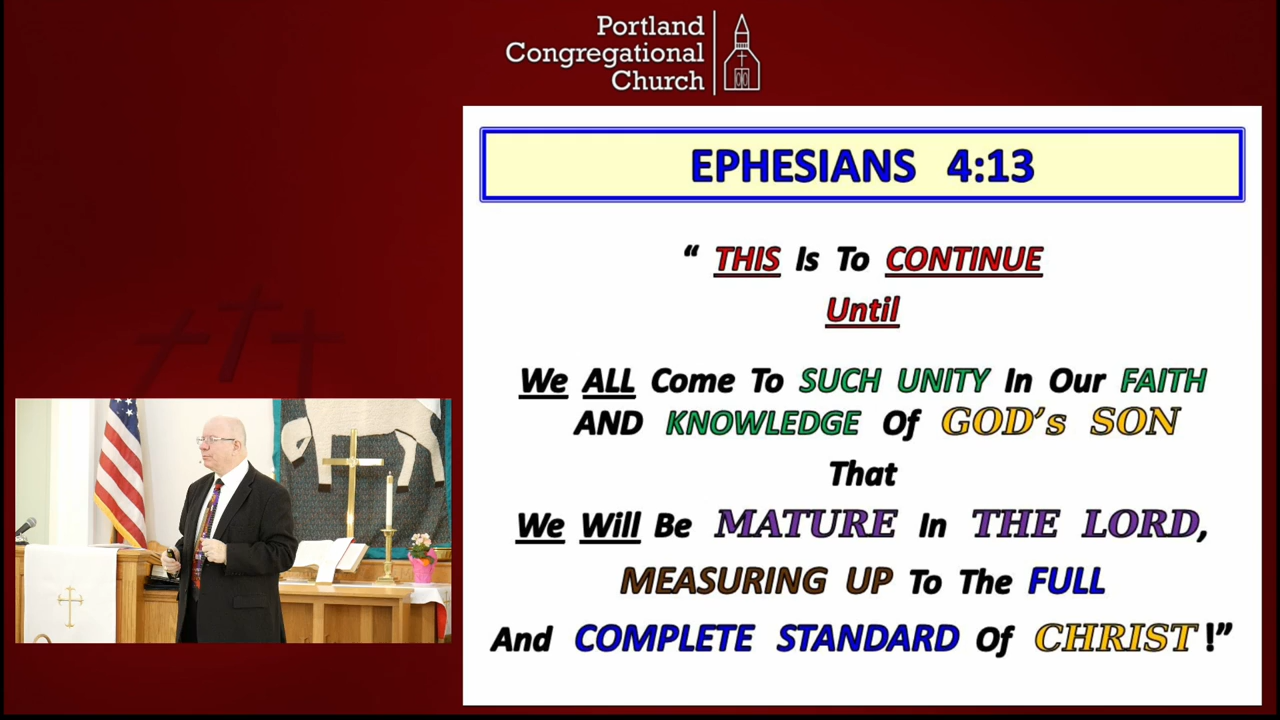 Portland
Congregational
Church
EPHESIANS 4:13
“ THIS Is To CONTINUE
Until
We ALL Come To SUCH UNITY In Our FAITH
AND KNOWLEDGE Of GOD’s SON
That
We Will Be MATURE In THE LORD,
MEASURING UP To The FULL
And COMPLETE STANDARD Of CHRIST !”